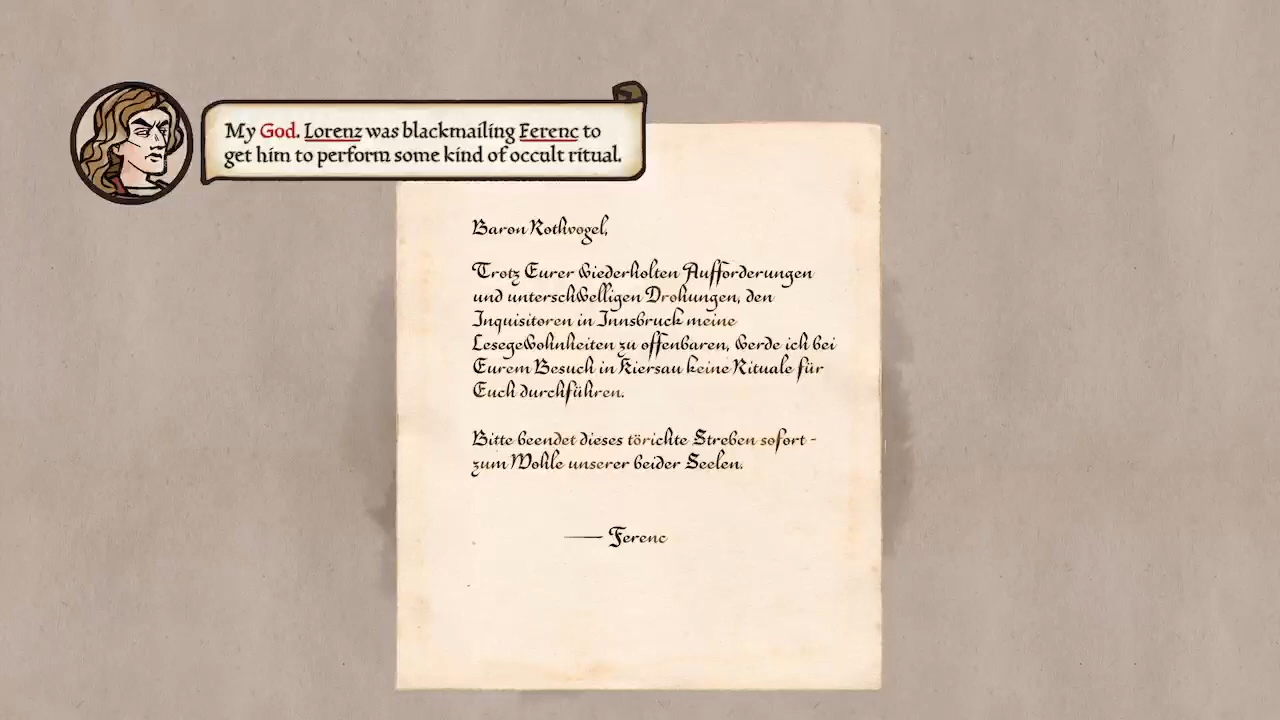 My God. Lorenz was blackmailing Ferenc to
get him to perform some kind of occult ritual.
Baron Rothvogel,
Trotz Eurer wiederholten Aufforderungen
und unterschwelligen Drohungen, den
Inquisitoren in Innsbruck meine
Lesegewohnheiten zu offenbaren, werde ich bei
Eurem Besuch in Kiersau keine Rituale für
Euch durchführen.
Bitte beendet dieses törichte Streben sofort -
zum Wohle unserer beider Seelen.
— Ferenc